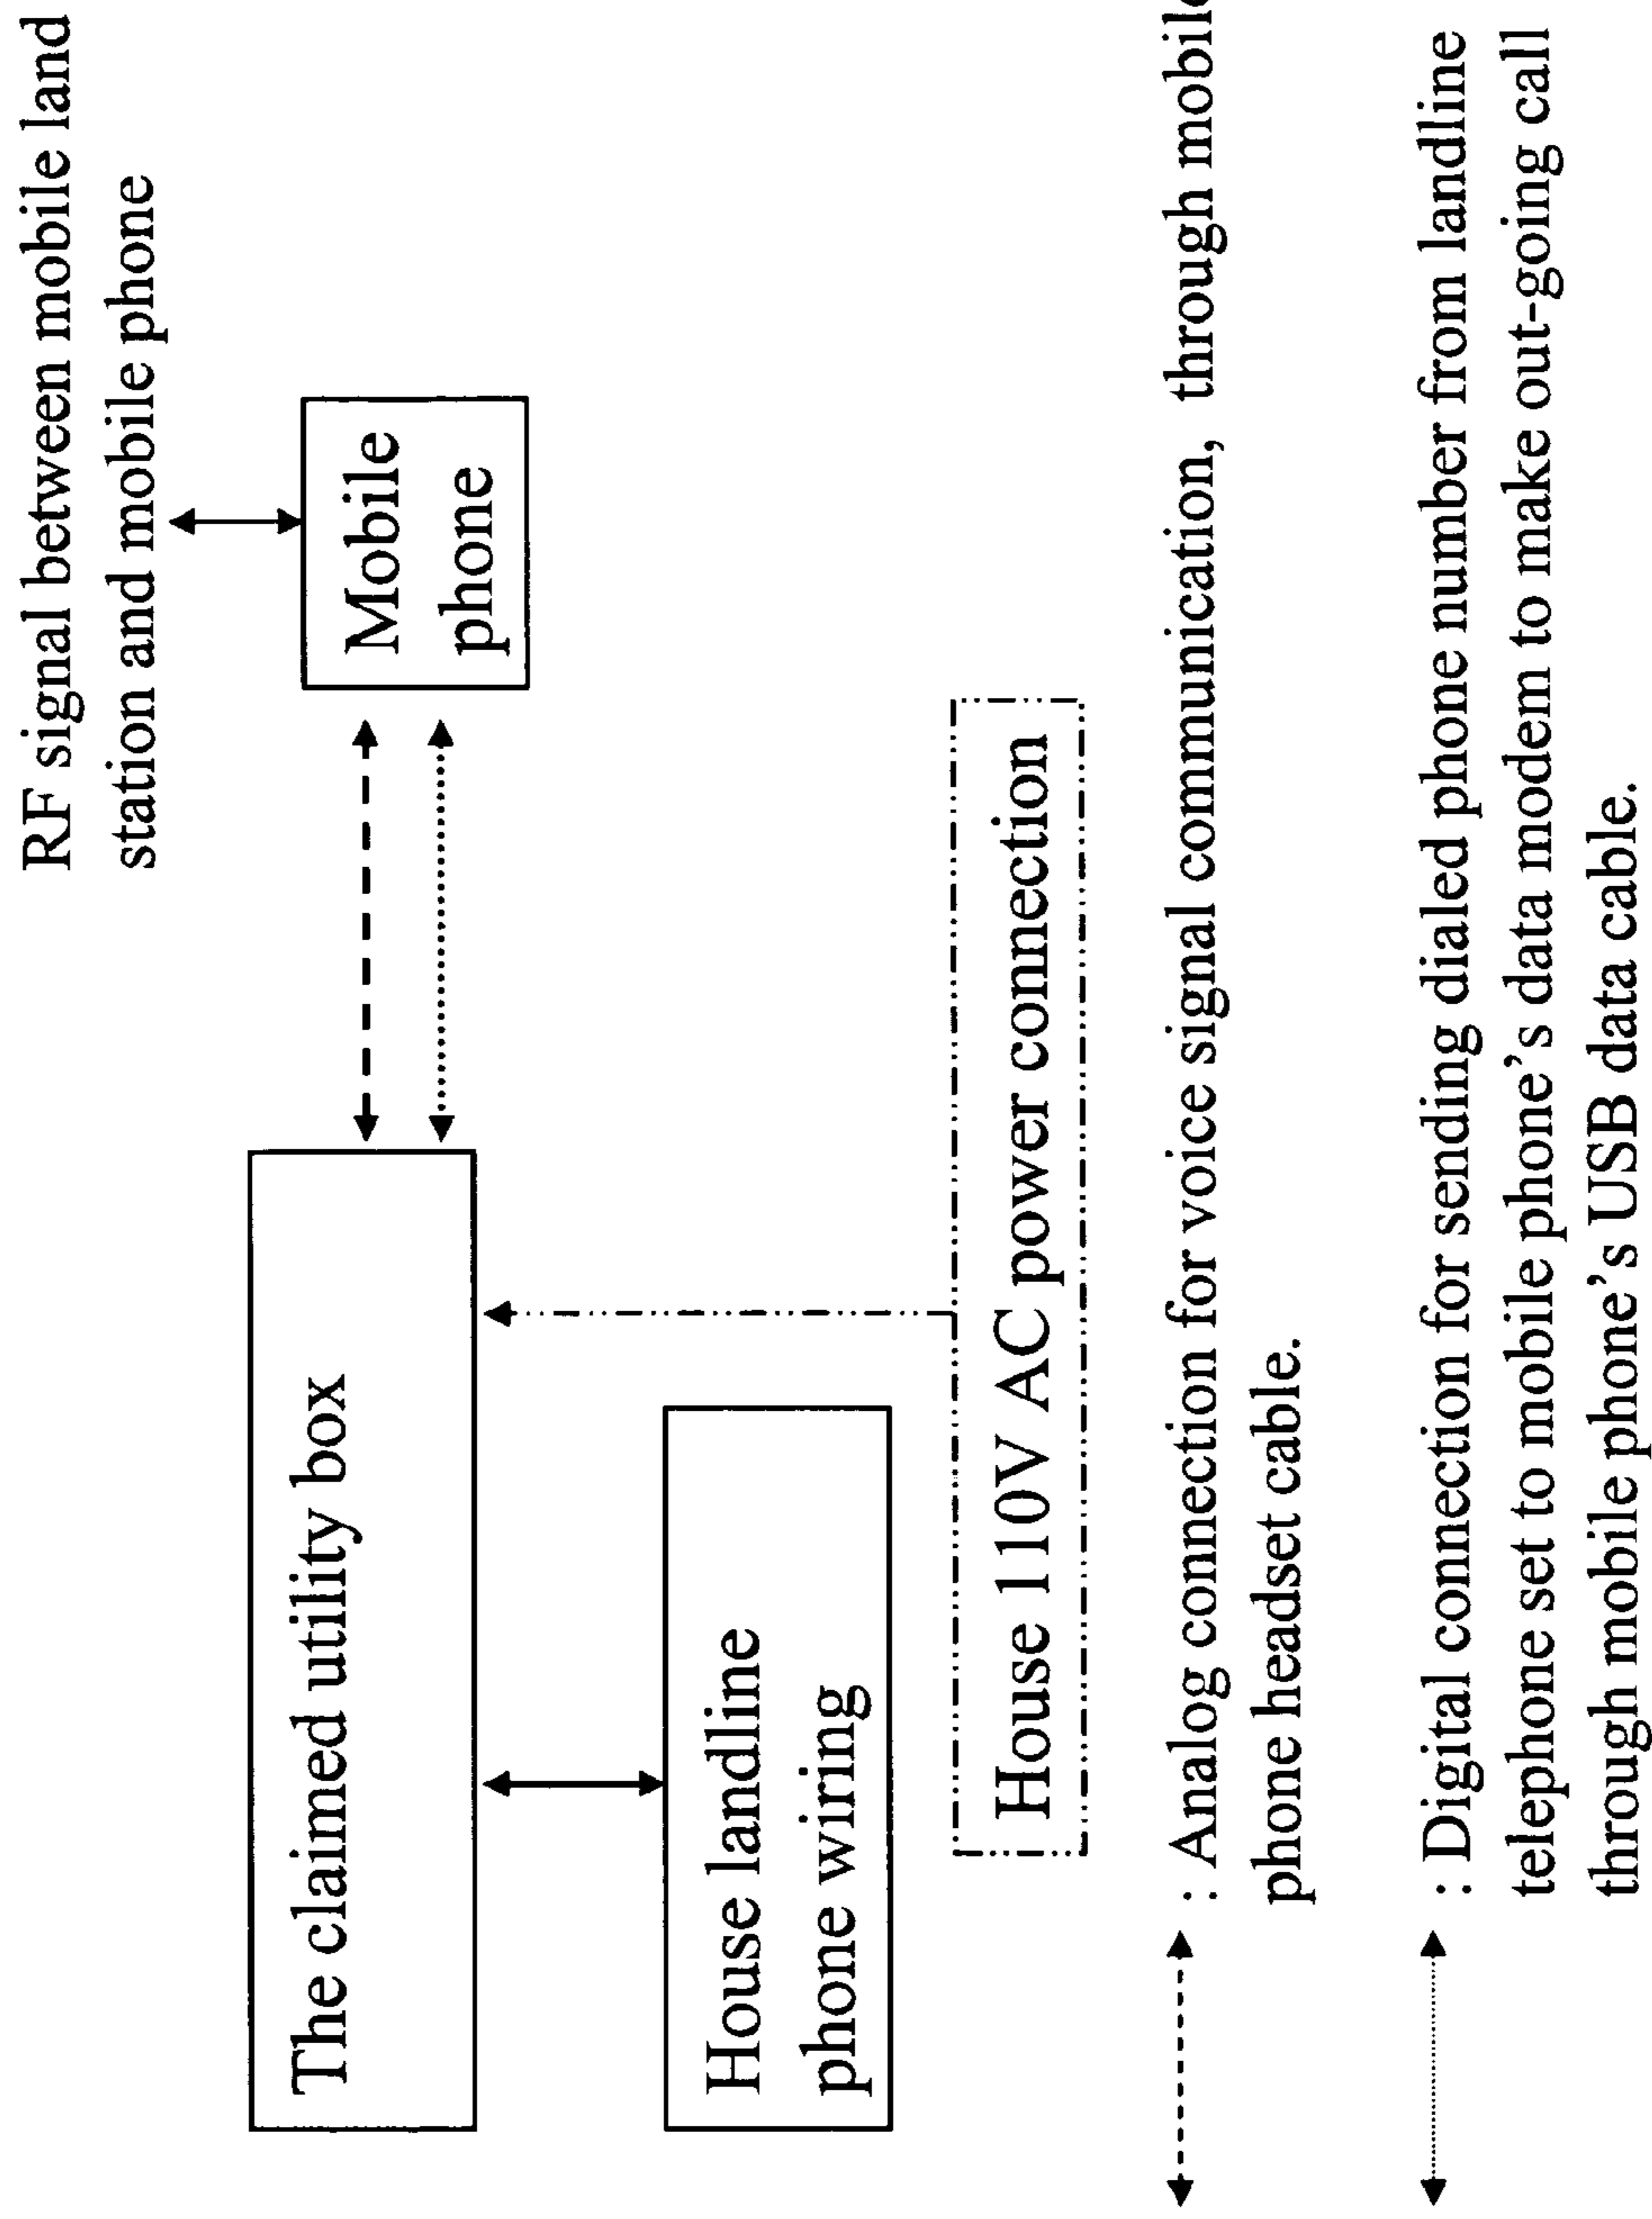 RF signal between mobile land
station and mobile phone
The claimed utility box
Mobile
phone
House landline
phone wiring
House 110V AC power connection
: Analog connection for voice signal communication, through mobile
phone headset cable.
: Digital connection for sending dialed phone number from landline
telephone set to mobile phone's data modem to make out-going call
through mobile phone's USB data cable.